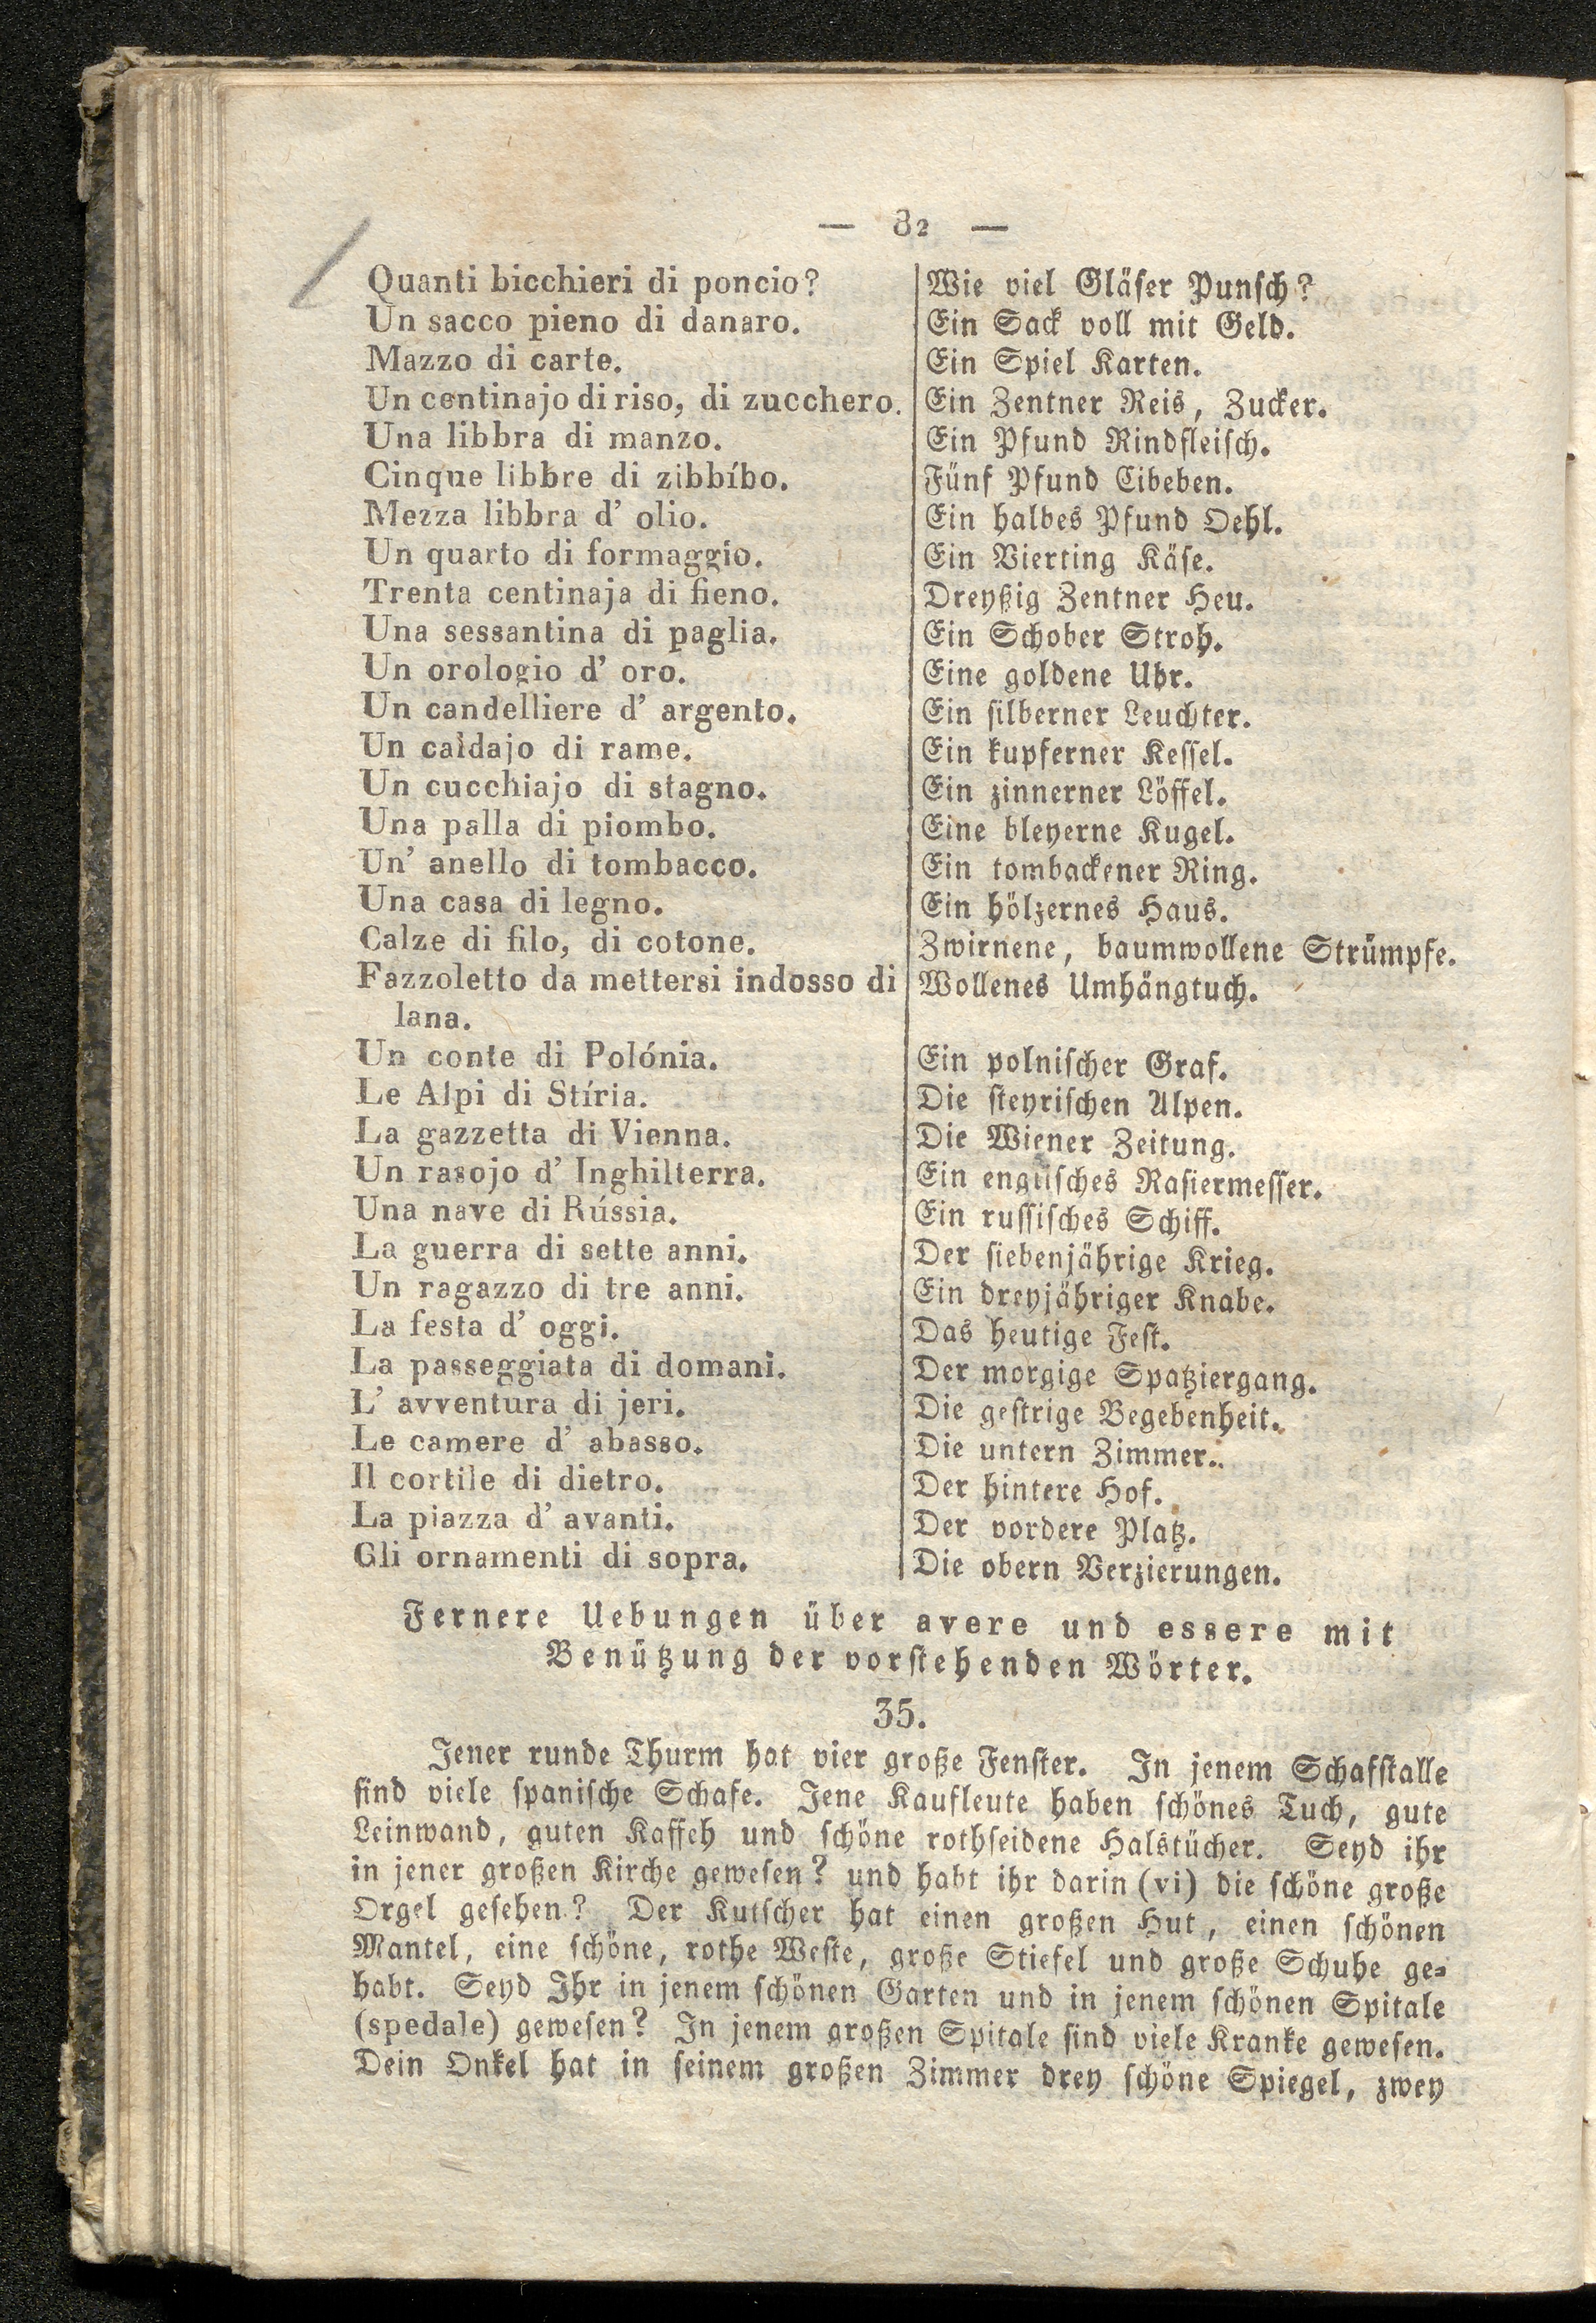 — 82 —
Quanti bicchieri di poncio? Wie viel Gläser Punsch?
Un sacco pieno di danaro. Ein Sack voll mit Geld.
Mazzo di carte. Ein Spiel Karten.
Un centinajo di riso, di zucchero. Ein Zentner Reis, Zucker.
Una libbra di manzo. Ein Pfund Rindfleisch.
Cinque libbre di zibbíbo. Fünf Pfund Cibeben.
Mezza libbra d' olio. Ein halbes Pfund Oehl.
Un quarto di formaggio. Ein Vierting Käse.
Trenta centinaja di fieno. Dreyßig Zentner Heu.
Una sessantina di paglia. Ein Schober Stroh.
Un orologio d' oro. Eine goldene Uhr.
Un candelliere d' argento. Ein silberner Leuchter.
Un caldajo di rame. Ein kupferner Kessel.
Un cucchiajo di stagno. Ein zinnerner Löffel.
Una palla di piombo. Eine bleyerne Kugel.
Un' anello di tombacco. Ein tombackener Ring.
Una casa di legno. Ein hölzernes Haus.
Calze di filo, di cotone. Zwirnene, baumwollene Strümpfe.
Fazzoletto da mettersi indosso di Wollenes Umhängtuch.
lana.
Un conte di Polónia. Ein polnischer Graf.
Le Alpi di Stíria. Die steyrischen Alpen.
La gazzetta di Vienna. Die Wiener Zeitung.
Un rasojo d' Inghilterra. Ein englisches Rasiermesser.
Una nave di Rússia. Ein russisches Schiff.
La guerra di sette anni. Der siebenjährige Krieg.
Un ragazzo di tre anni. Ein dreyjähriger Knabe.
La festa d' oggi. Das heutige Fest.
La passeggiata di domani. Der morgige Spatziergang.
L' avventura di jeri. Die gestrige Begebenheit.
Le camere d' abasso. Die untern Zimmer.
Il cortile di dietro. Der hintere Hof.
La piazza d' avanti. Der vordere Platz.
Gli ornamenti di sopra. Die obern Verzierungen.
Fernere Uebungen über avere und essere mit
Benützung der vorstehenden Wörter.
35.
Jener runde Thurm hat vier große Fenster. In jenem Schafstalle
sind viele spanische Schafe. Jene Kaufleute haben schönes Tuch, gute
Leinwand, guten Kaffeh und schöne rothseidene Halstücher. Seyd ihr
in jener großen Kirche gewesen? und habt ihr darin (vi) die schöne große
Orgel gesehen? Der Kutscher hat einen großen Hut, einen schönen
Mantel, eine schöne, rothe Weste, große Stiefel und große Schuhe ge=
habt. Seyd Ihr in jenem schönen Garten und in jenem schönen Spitale
(spedale) gewesen? In jenem großen Spitale sind viele Kranke gewesen.
Dein Onkel hat in seinem großen Zimmer drey schöne Spiegel, zwey